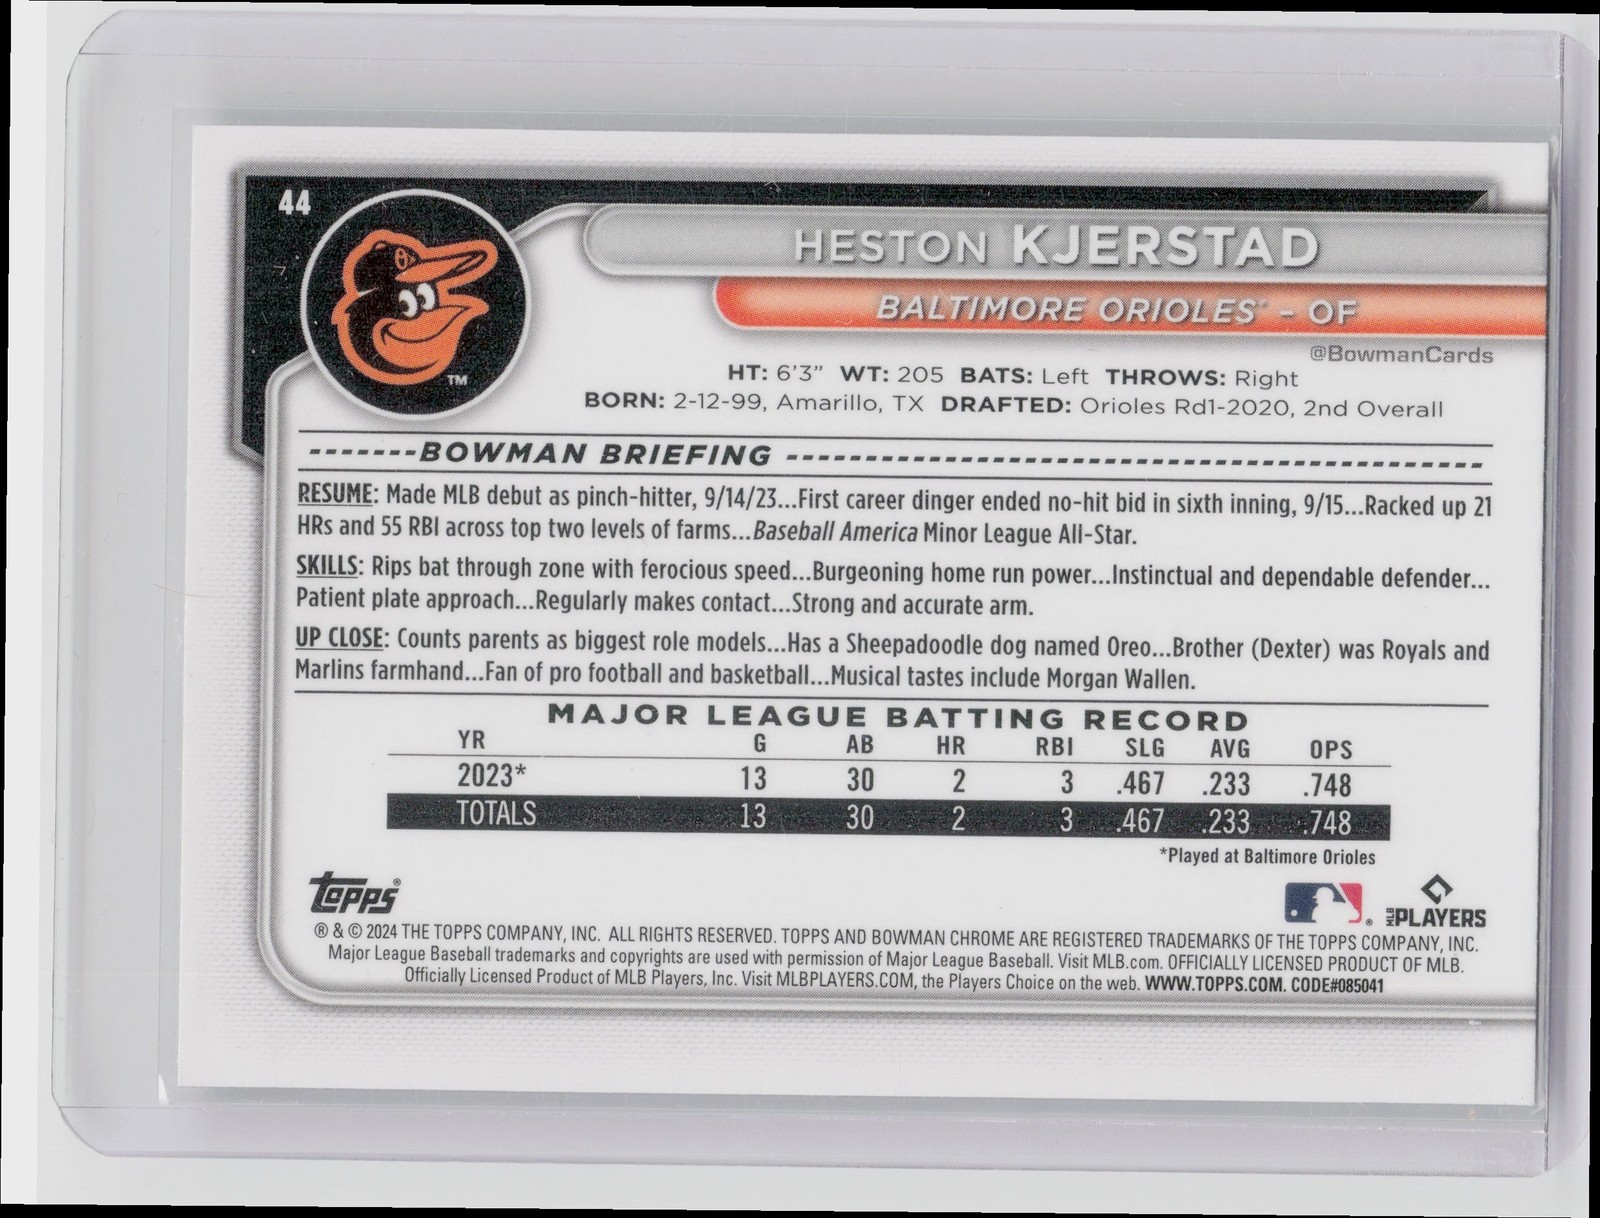 44
HESTON KJERSTAD
BALTIMORE ORIOLES™ - OF
@BowmanCards
TM
HT: 6'3" WT: 205 BATS: Left THROWS: Right
BORN: 2-12-99, Amarillo, TX DRAFTED: Orioles Rd1-2020, 2nd Overall
-------BOWMAN BRIEFING --------------------------------------------
RESUME: Made MLB debut as pinch-hitter, 9/14/23...First career dinger ended no-hit bid in sixth inning, 9/15...Racked up 21
HRs and 55 RBI across top two levels of farms...Baseball America Minor League All-Star.
SKILLS: Rips bat through zone with ferocious speed...Burgeoning home run power...Instinctual and dependable defender...
Patient plate approach...Regularly makes contact...Strong and accurate arm.
UP CLOSE: Counts parents as biggest role models...Has a Sheepadoodle dog named Oreo...Brother (Dexter) was Royals and
Marlins farmhand...Fan of pro football and basketball...Musical tastes include Morgan Wallen.
MAJOR LEAGUE BATTING RECORD
YR G AB HR RBI SLG AVG OPS
2023* 13 30 2 3 .467 .233 .748
TOTALS 13 30 2 3 .467 .233 .748
*Played at Baltimore Orioles
Topps®
MLB PLAYERS
® & © 2024 THE TOPPS COMPANY, INC. ALL RIGHTS RESERVED. TOPPS AND BOWMAN CHROME ARE REGISTERED TRADEMARKS OF THE TOPPS COMPANY, INC.
Major League Baseball trademarks and copyrights are used with permission of Major League Baseball. Visit MLB.com. OFFICIALLY LICENSED PRODUCT OF MLB.
Officially Licensed Product of MLB Players, Inc. Visit MLBPLAYERS.COM, the Players Choice on the web. WWW.TOPPS.COM. CODE#085041